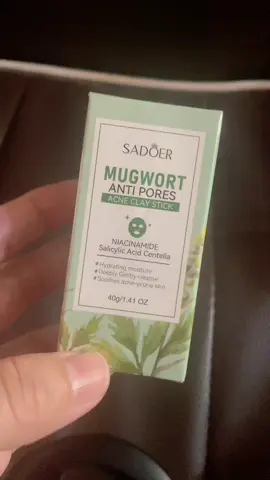 SADOER
MUGWORT
ANTI PORES
ACNE CLAY STICK
NIACINAMIDE
Salicylic Acid Centella
#Hydrating moisture
#Deeply Gently cleanse
#Soothes acne-prone skin
40g/1.41 OZ